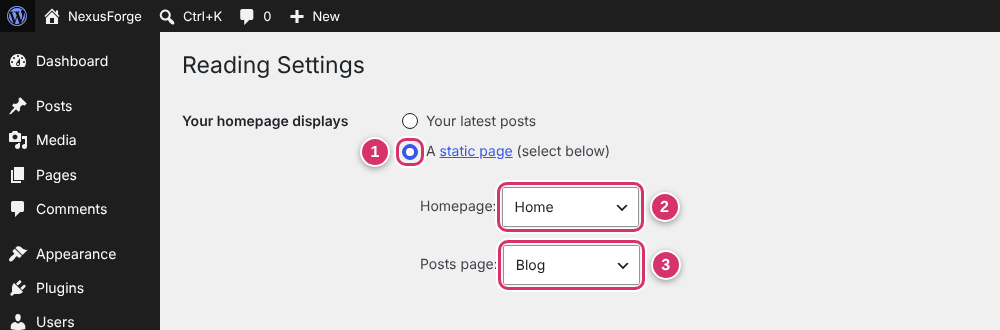 NexusForge Ctrl+K 0 New
Dashboard
Posts
Media
Pages
Comments
Appearance
Plugins
Users
Reading Settings
Your homepage displays
Your latest posts
1 A static page (select below)
Homepage: Home 2
Posts page: Blog 3